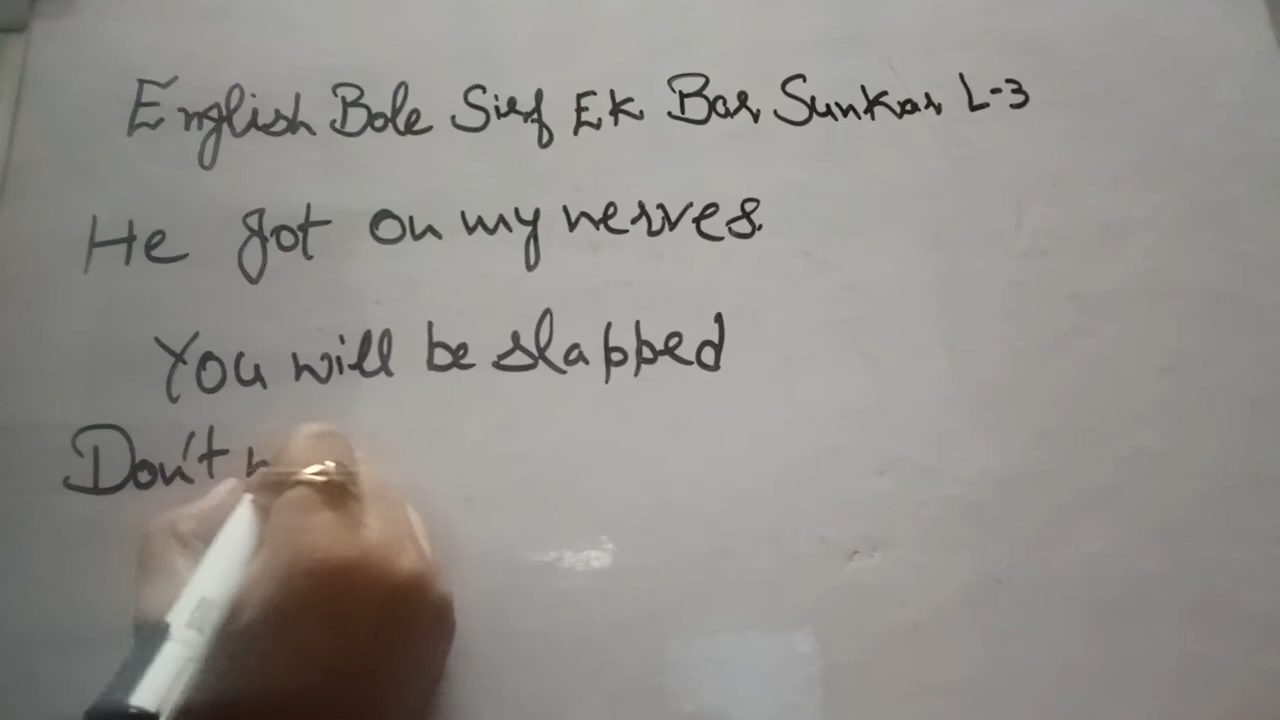 English Bole Sirf Ek Bar Sunkar L-3
He got on my nerves.
You will be slapped
Don't